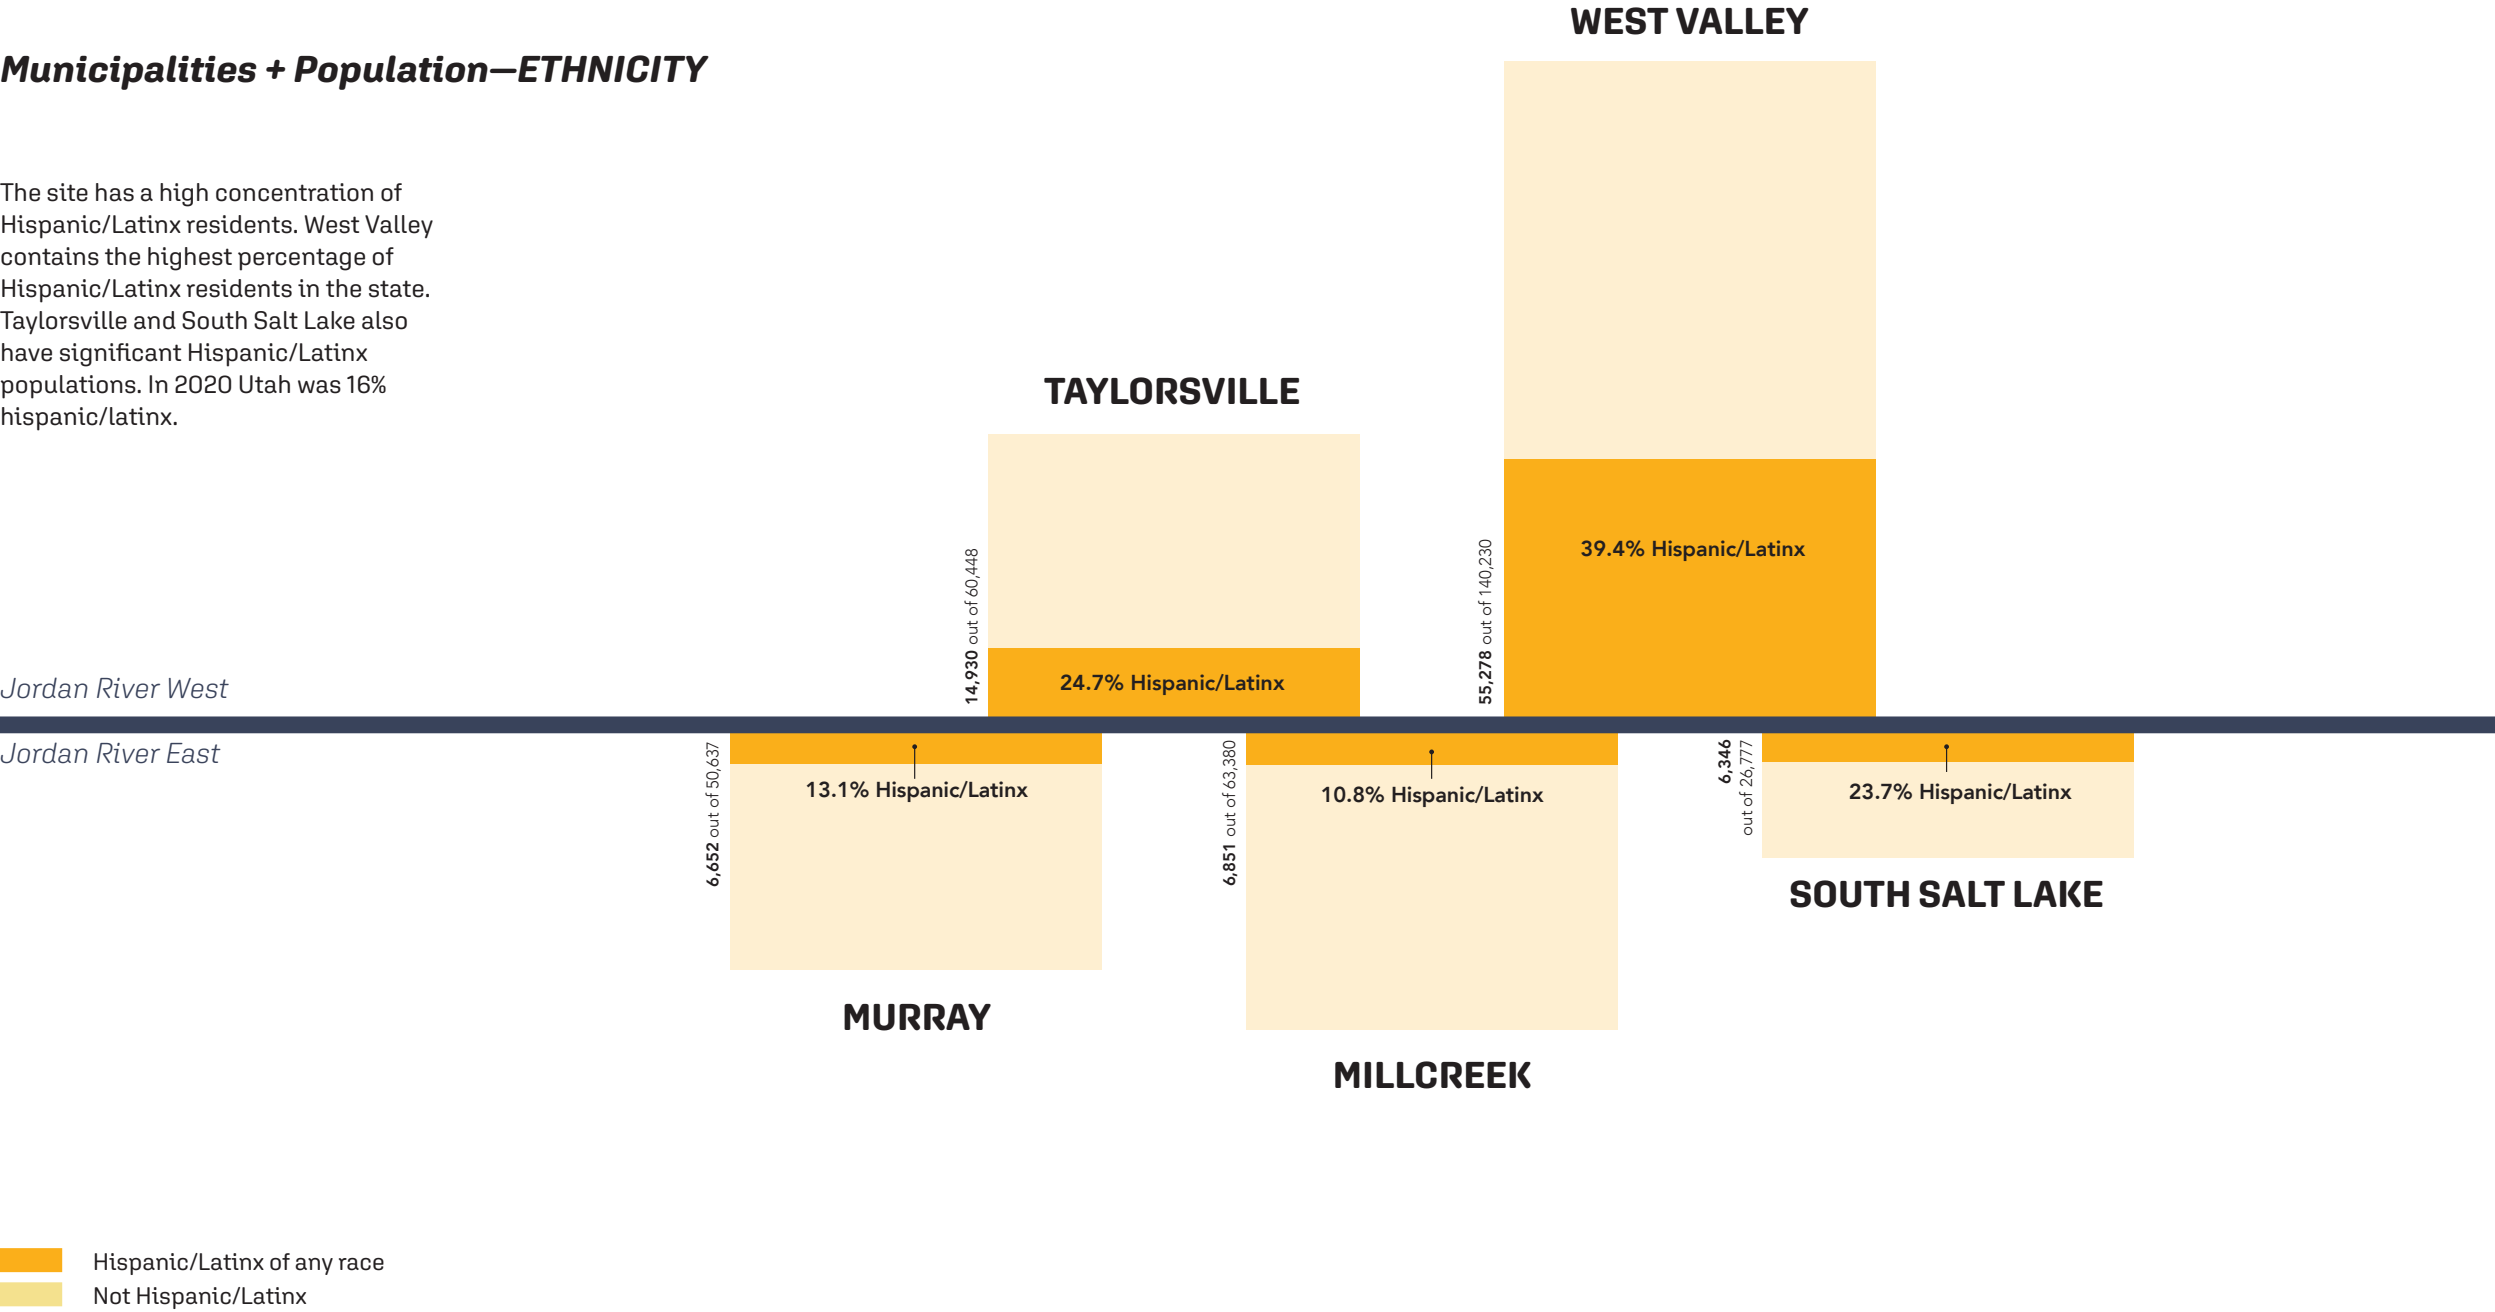 WEST VALLEY
Municipalities + Population—ETHNICITY
The site has a high concentration of
Hispanic/Latinx residents. West Valley
contains the highest percentage of
Hispanic/Latinx residents in the state.
Taylorsville and South Salt Lake also
have significant Hispanic/Latinx
populations. In 2020 Utah was 16%
hispanic/latinx.
TAYLORSVILLE
14,930 out of 60,448
24.7% Hispanic/Latinx
55,278 out of 140,230
39.4% Hispanic/Latinx
Jordan River West
Jordan River East
6,652 out of 50,637
13.1% Hispanic/Latinx
6,851 out of 63,380
10.8% Hispanic/Latinx
6,346
out of 26,777
23.7% Hispanic/Latinx
SOUTH SALT LAKE
MURRAY
MILLCREEK
Hispanic/Latinx of any race
Not Hispanic/Latinx